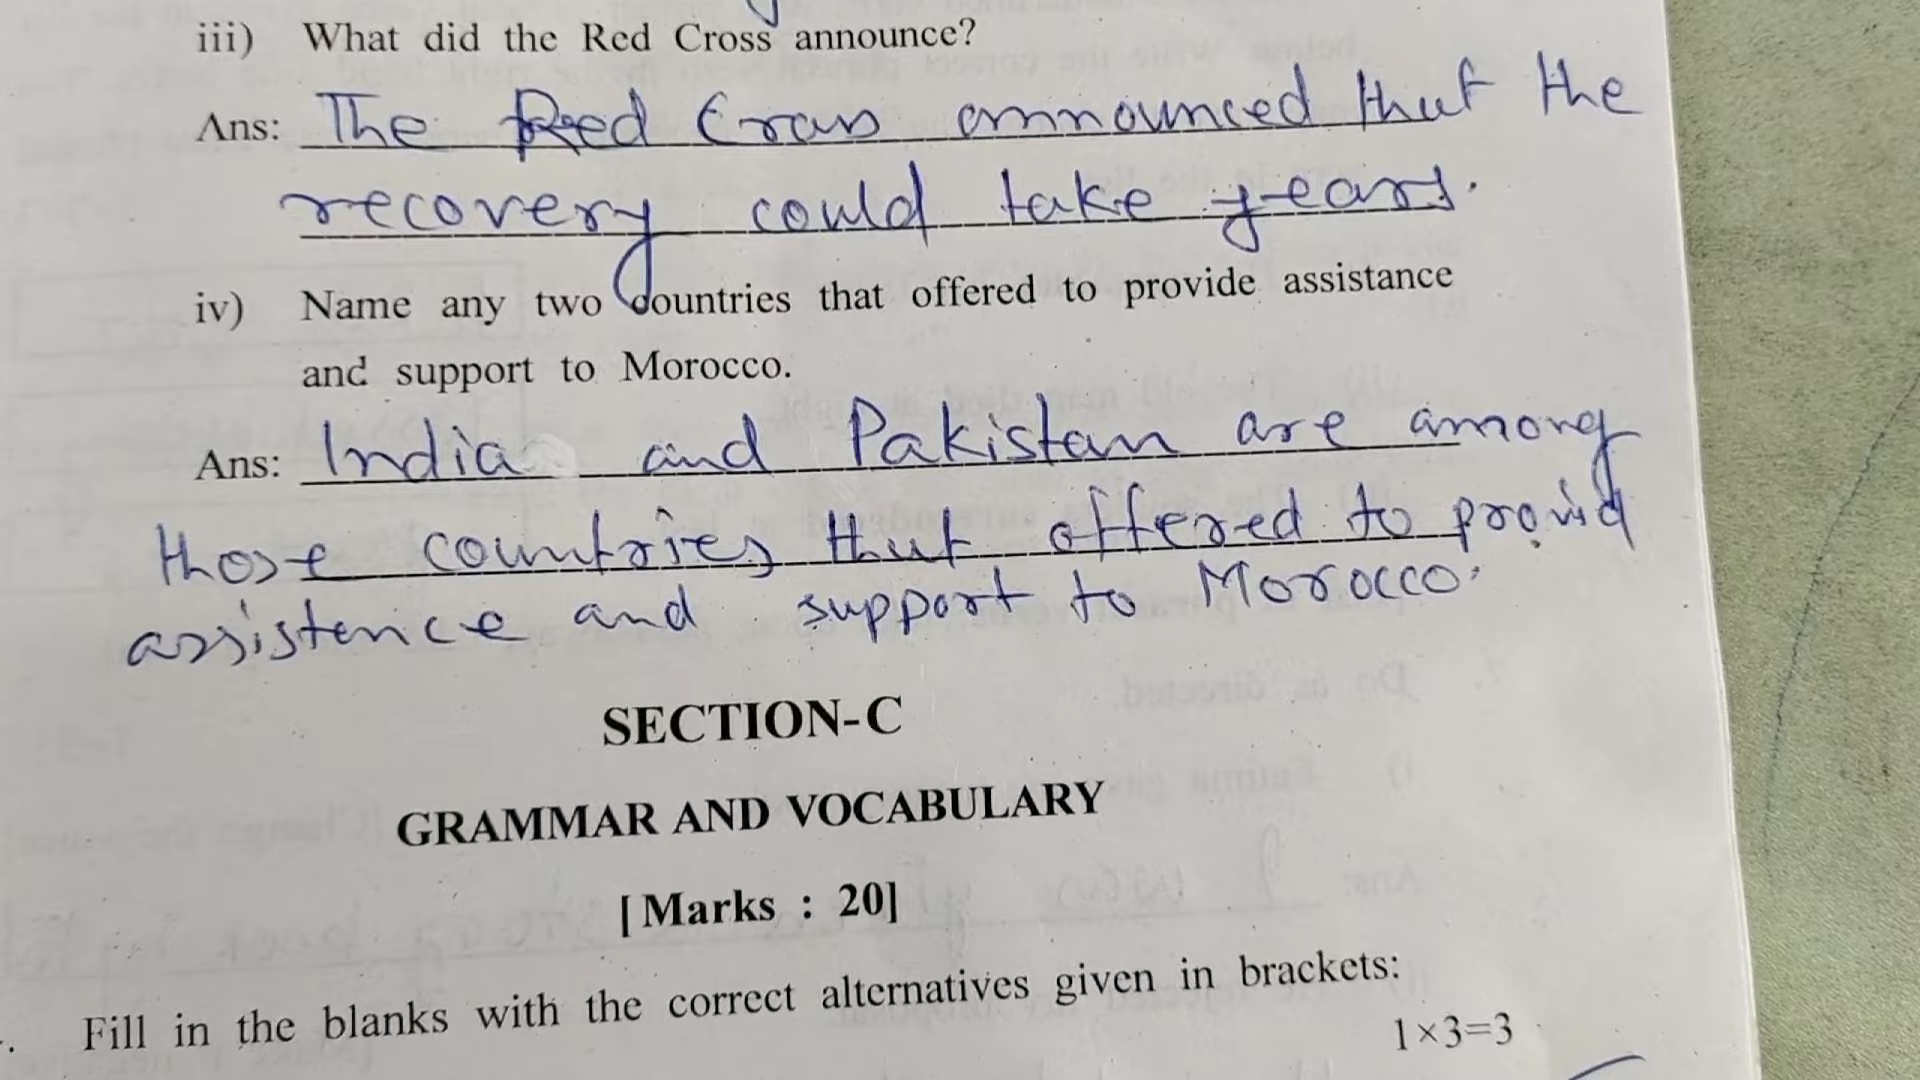 iii) What did the Red Cross announce?
Ans: The Red Cross announced that the
recovery could take years.
iv) Name any two countries that offered to provide assistance
and support to Morocco.
Ans: India and Pakistan are among
those countries that offered to provid
assistence and support to Morocco.
SECTION-C
GRAMMAR AND VOCABULARY
[Marks : 20]
Fill in the blanks with the correct alternatives given in brackets:
1×3=3